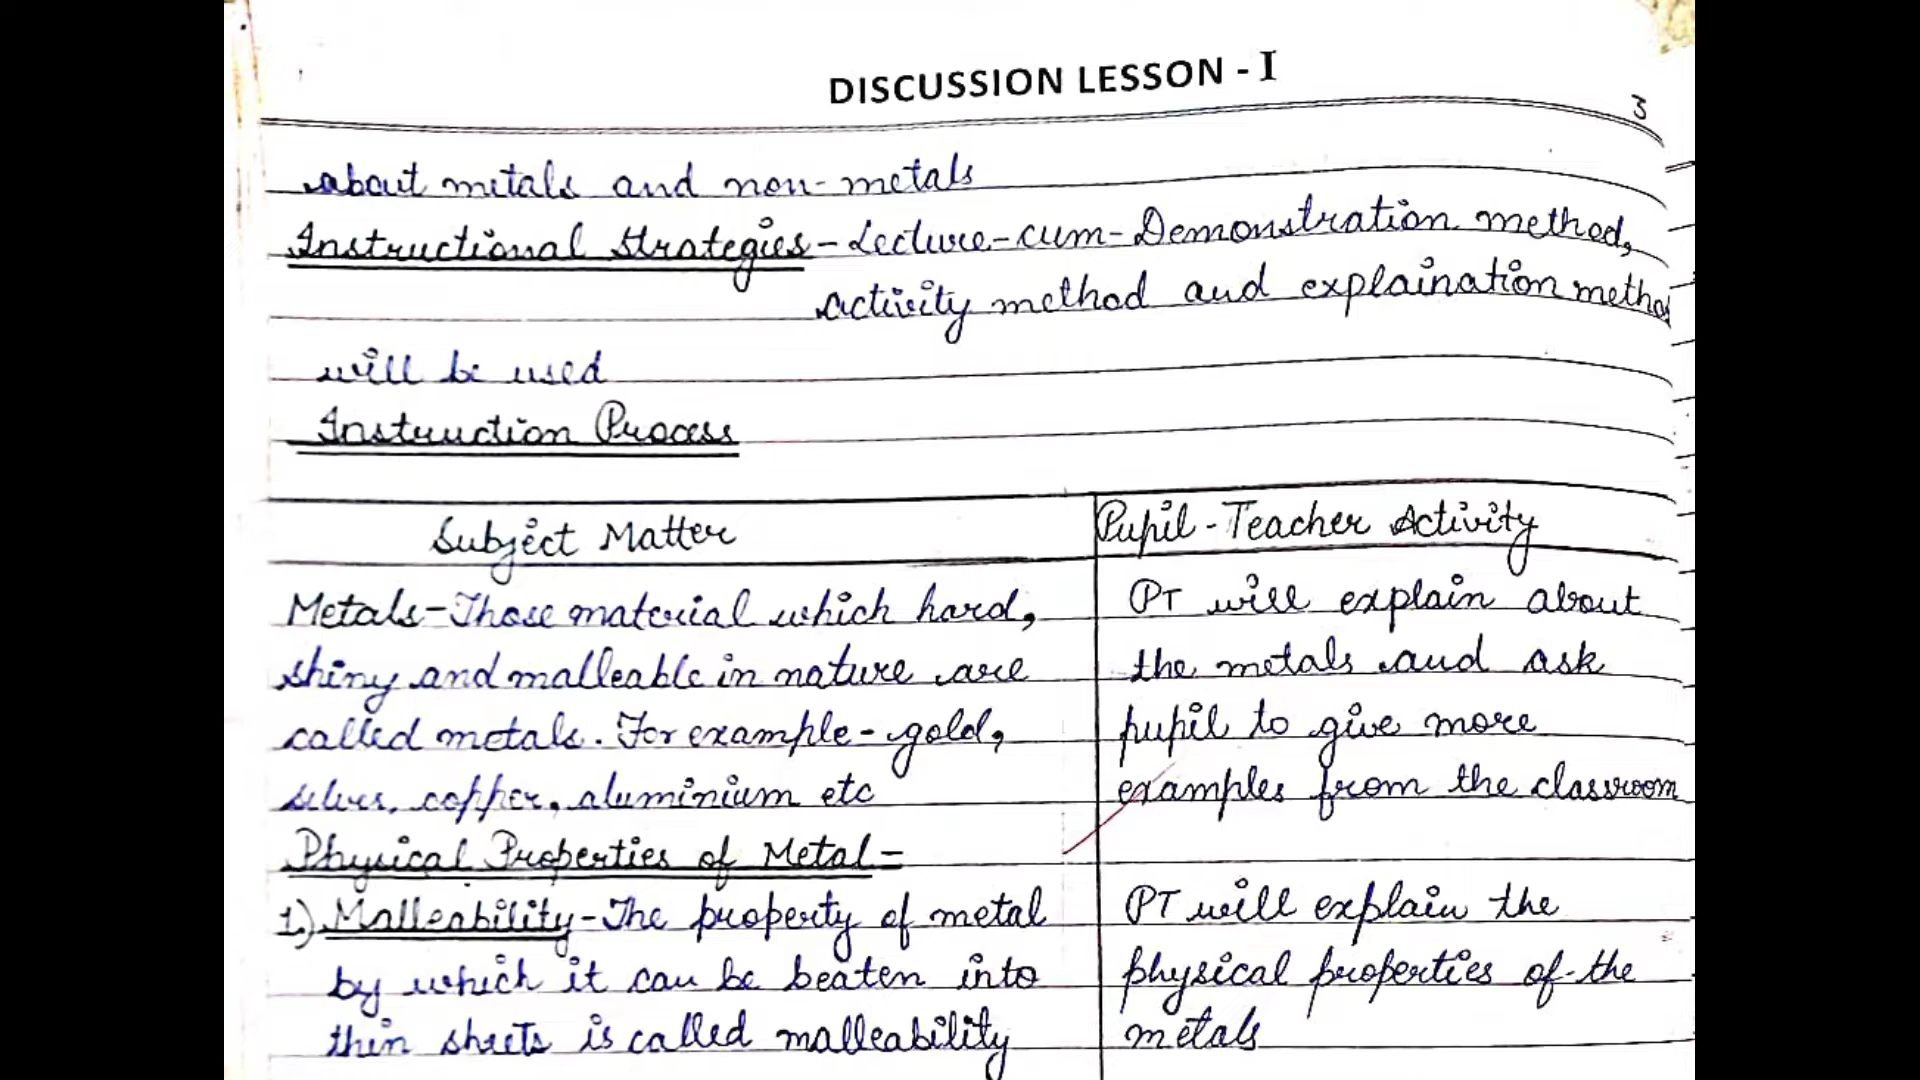 DISCUSSION LESSON - I
3
about metals and non-metals
Instructional Strategies - Lecture-cum-Demonstration method,
activity method and explaination method
will be used
Instruction Process
Subject Matter
Metals - Those material which hard,
shiny and malleable in nature are
called metals. For example - gold,
silver, copper, aluminium etc
Physical Properties of Metal -
1.) Malleability - The property of metal
by which it can be beaten into
thin sheets is called malleability
Pupil - Teacher Activity
PT will explain about
the metals and ask
pupil to give more
examples from the classroom
PT will explain the
physical properties of the
metals